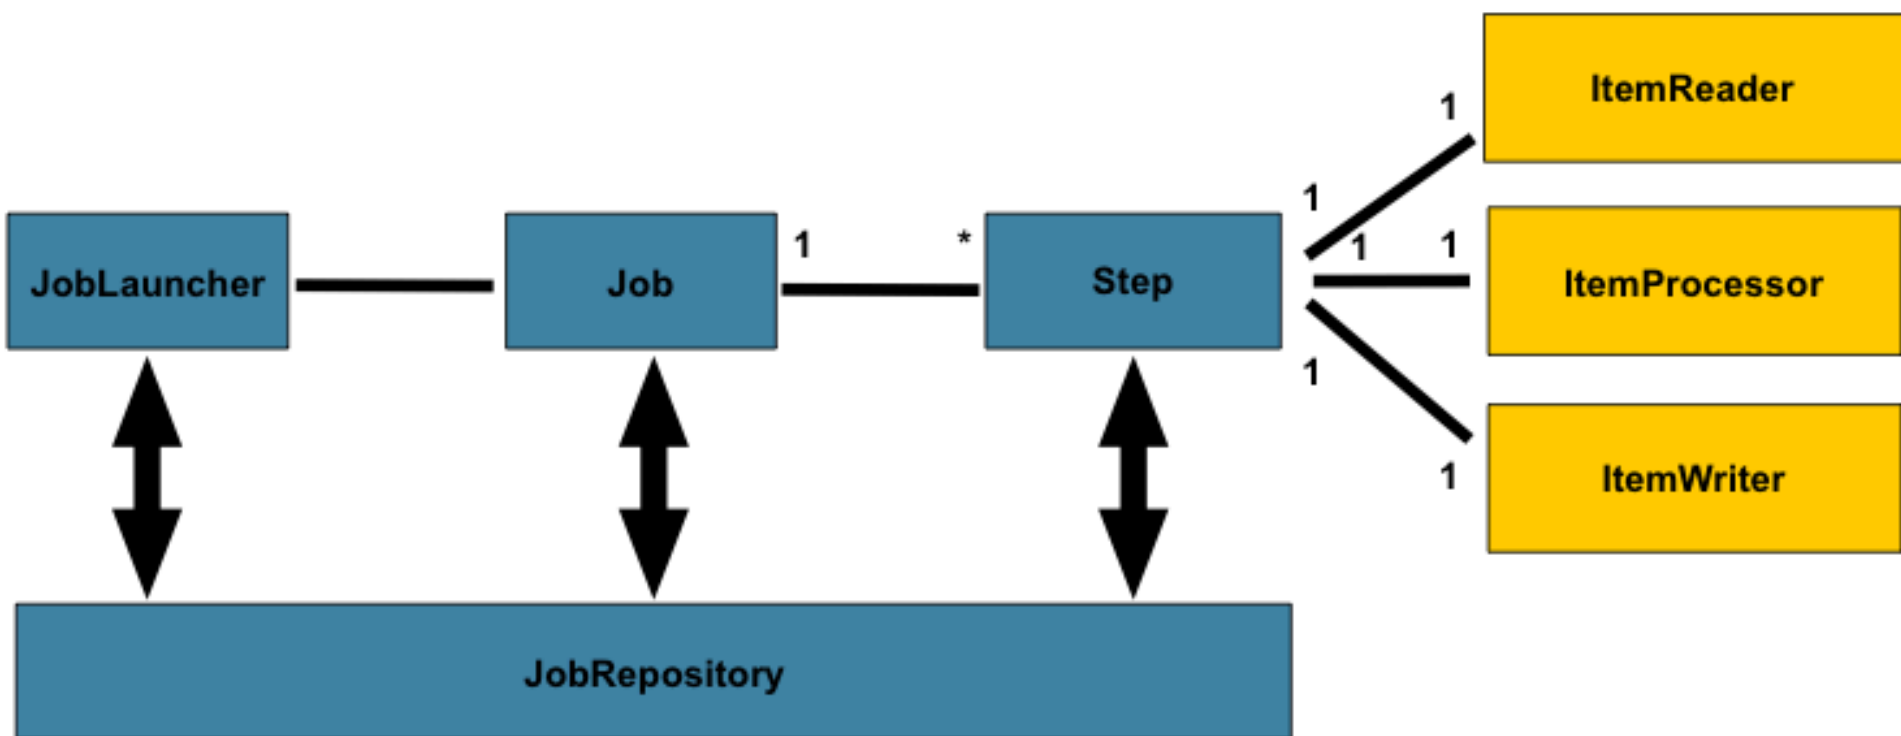 ItemReader
1
1
JobLauncher
Job
1
*
Step
1
1
ItemProcessor
1
1
ItemWriter
JobRepository